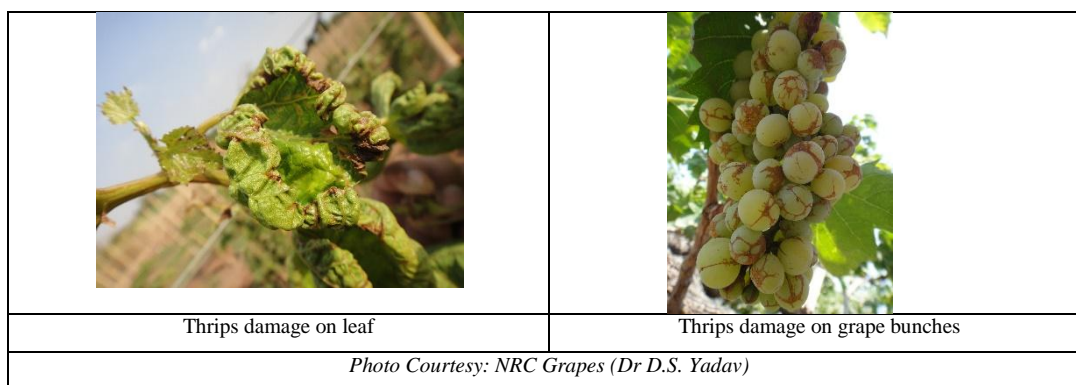 Thrips damage on leaf
Thrips damage on grape bunches
Photo Courtesy: NRC Grapes (Dr D.S. Yadav)